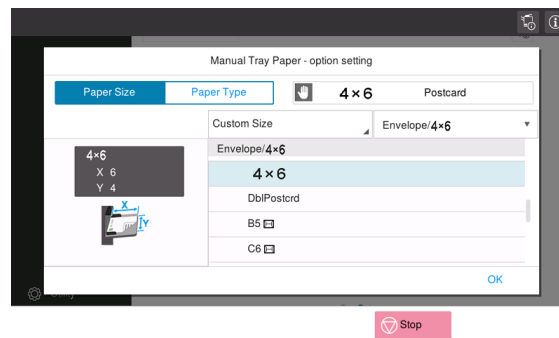 Manual Tray Paper - option setting
Paper Size
Paper Type
4×6
Postcard
Custom Size
Envelope/4×6
4×6
X 6
Y 4
X
Y
Envelope/4×6
4×6
DblPostcrd
B5
C6
OK
Stop